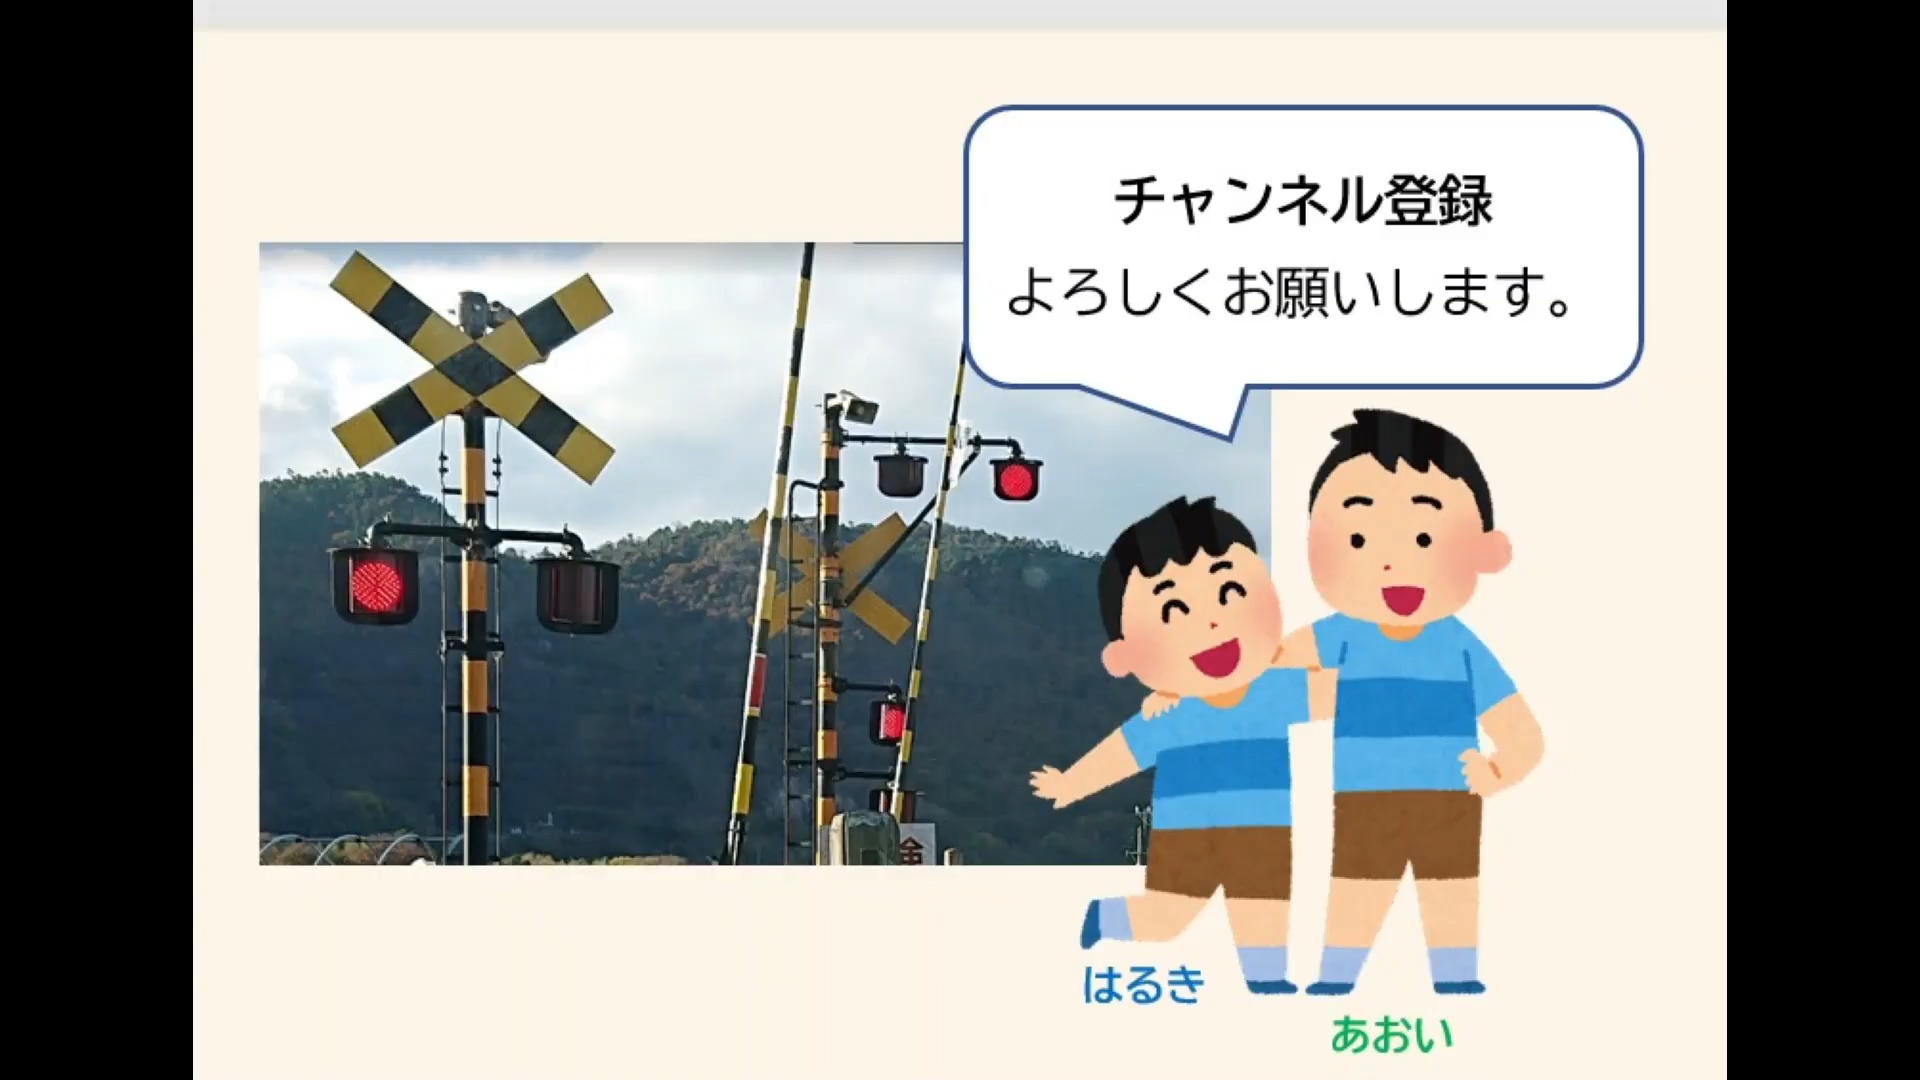 チャンネル登録
よろしくお願いします。
はるき
あおい